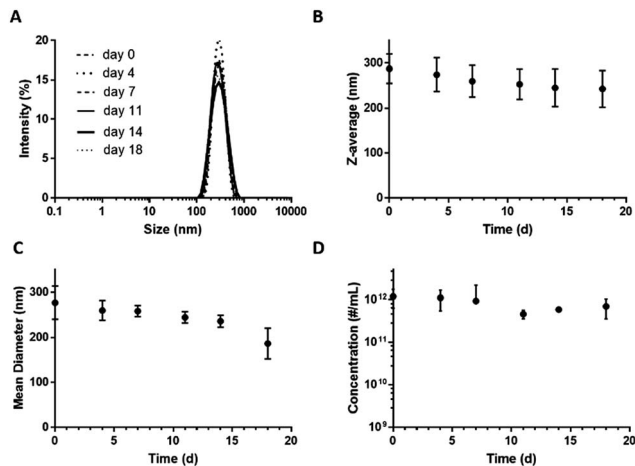 A
20
15
10
5
0
Intensity (%)
day 0
day 4
day 7
day 11
day 14
day 18
0.1 1 10 100 1000 10000
Size (nm)
B
300
200
100
0
Z-average (nm)
0 5 10 15 20
Time (d)
C
300
200
100
0
Mean Diameter (nm)
0 5 10 15 20
Time (d)
D
10¹²
10¹¹
10¹⁰
10⁹
Concentration (#/mL)
0 5 10 15 20
Time (d)